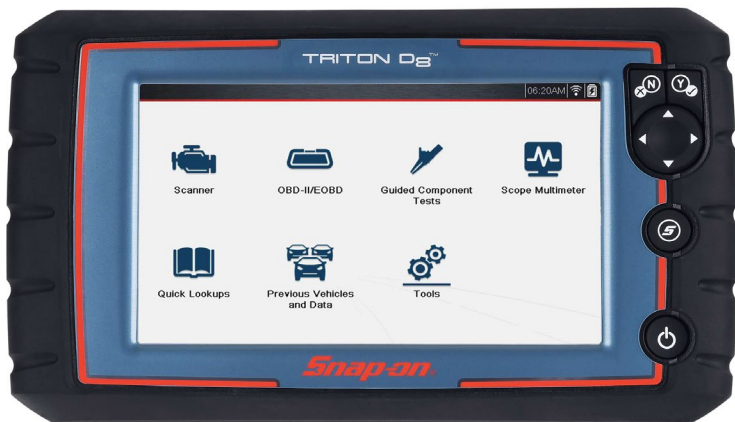 TRITON D8™
06:20AM
N
Y
Scanner
OBD-II/EOBD
Guided Component
Tests
Scope Multimeter
S
Quick Lookups
Previous Vehicles
and Data
Tools
Snap-on